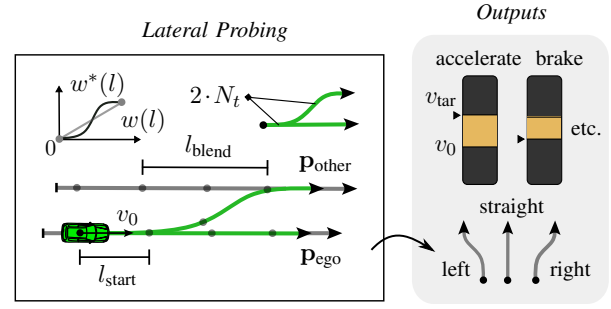 Lateral Probing
w*(l)
w(l)
0
2 · N_t
l_blend
p_other
v_0
p_ego
l_start
Outputs
accelerate brake
v_tar
v_0
etc.
straight
left right